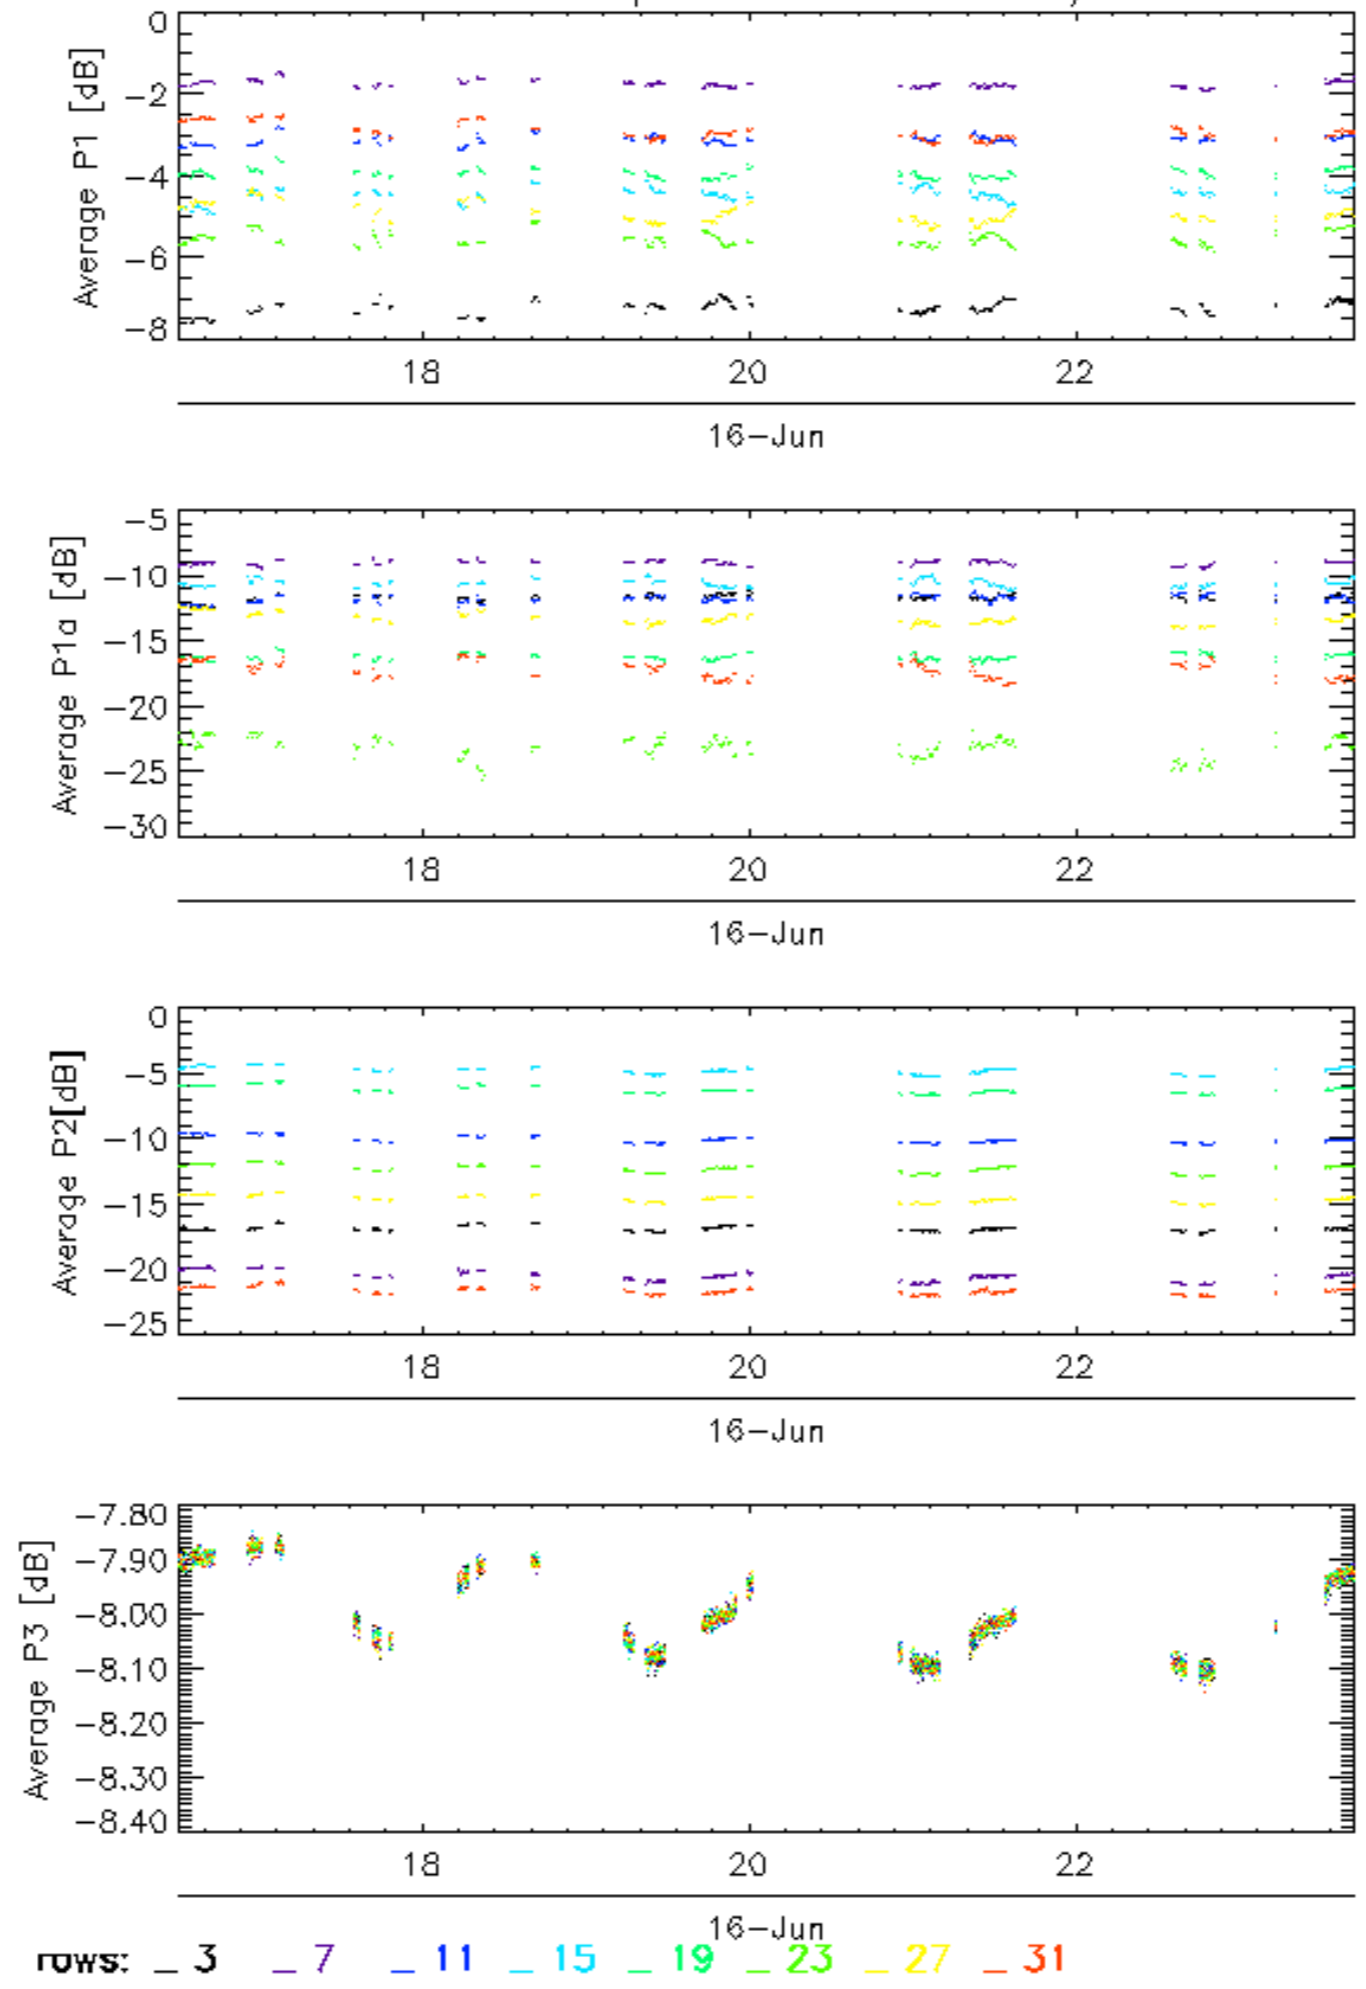 Average P1 [dB]
0
−2
−4
−6
−8
18 20 22
16−Jun
Average P1a [dB]
−5
−10
−15
−20
−25
−30
18 20 22
16−Jun
Average P2[dB]
0
−5
−10
−15
−20
−25
18 20 22
16−Jun
Average P3 [dB]
−7.80
−7.90
−8.00
−8.10
−8.20
−8.30
−8.40
18 20 22
16−Jun
rows: _ 3 _ 7 _ 11 _ 15 _ 19 _ 23 _ 27 _ 31